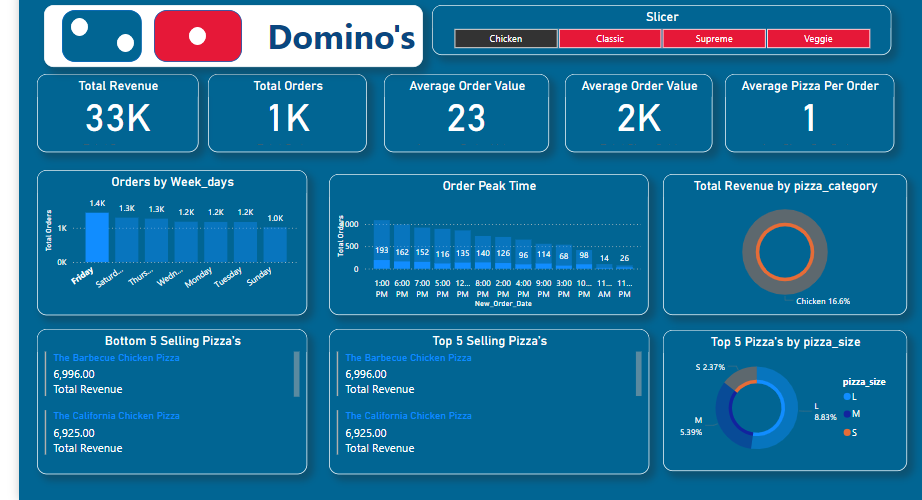 Domino's
Slicer
Chicken Classic Supreme Veggie
Total Revenue
33K
Total Orders
1K
Average Order Value
23
Average Order Value
2K
Average Pizza Per Order
1
Orders by Week_days
Total Orders
1K
0K
1.4K 1.3K 1.3K 1.2K 1.2K 1.2K 1.0K
Friday Saturd... Thurs... Wedn... Monday Tuesday Sunday
Order Peak Time
Total Orders
500
0
193 162 152 116 135 140 126 96 114 68 98 14 26
1:00 6:00 7:00 5:00 12... 8:00 2:00 4:00 9:00 3:00 10... 11... 11...
PM PM PM PM PM PM PM PM PM PM PM AM PM
New_Order_Date
Total Revenue by pizza_category
Chicken 16.6%
Bottom 5 Selling Pizza's
The Barbecue Chicken Pizza
6,996.00
Total Revenue
The California Chicken Pizza
6,925.00
Total Revenue
Top 5 Selling Pizza's
The Barbecue Chicken Pizza
6,996.00
Total Revenue
The California Chicken Pizza
6,925.00
Total Revenue
Top 5 Pizza's by pizza_size
S 2.37%
M
5.39%
L
8.83%
pizza_size
L
M
S